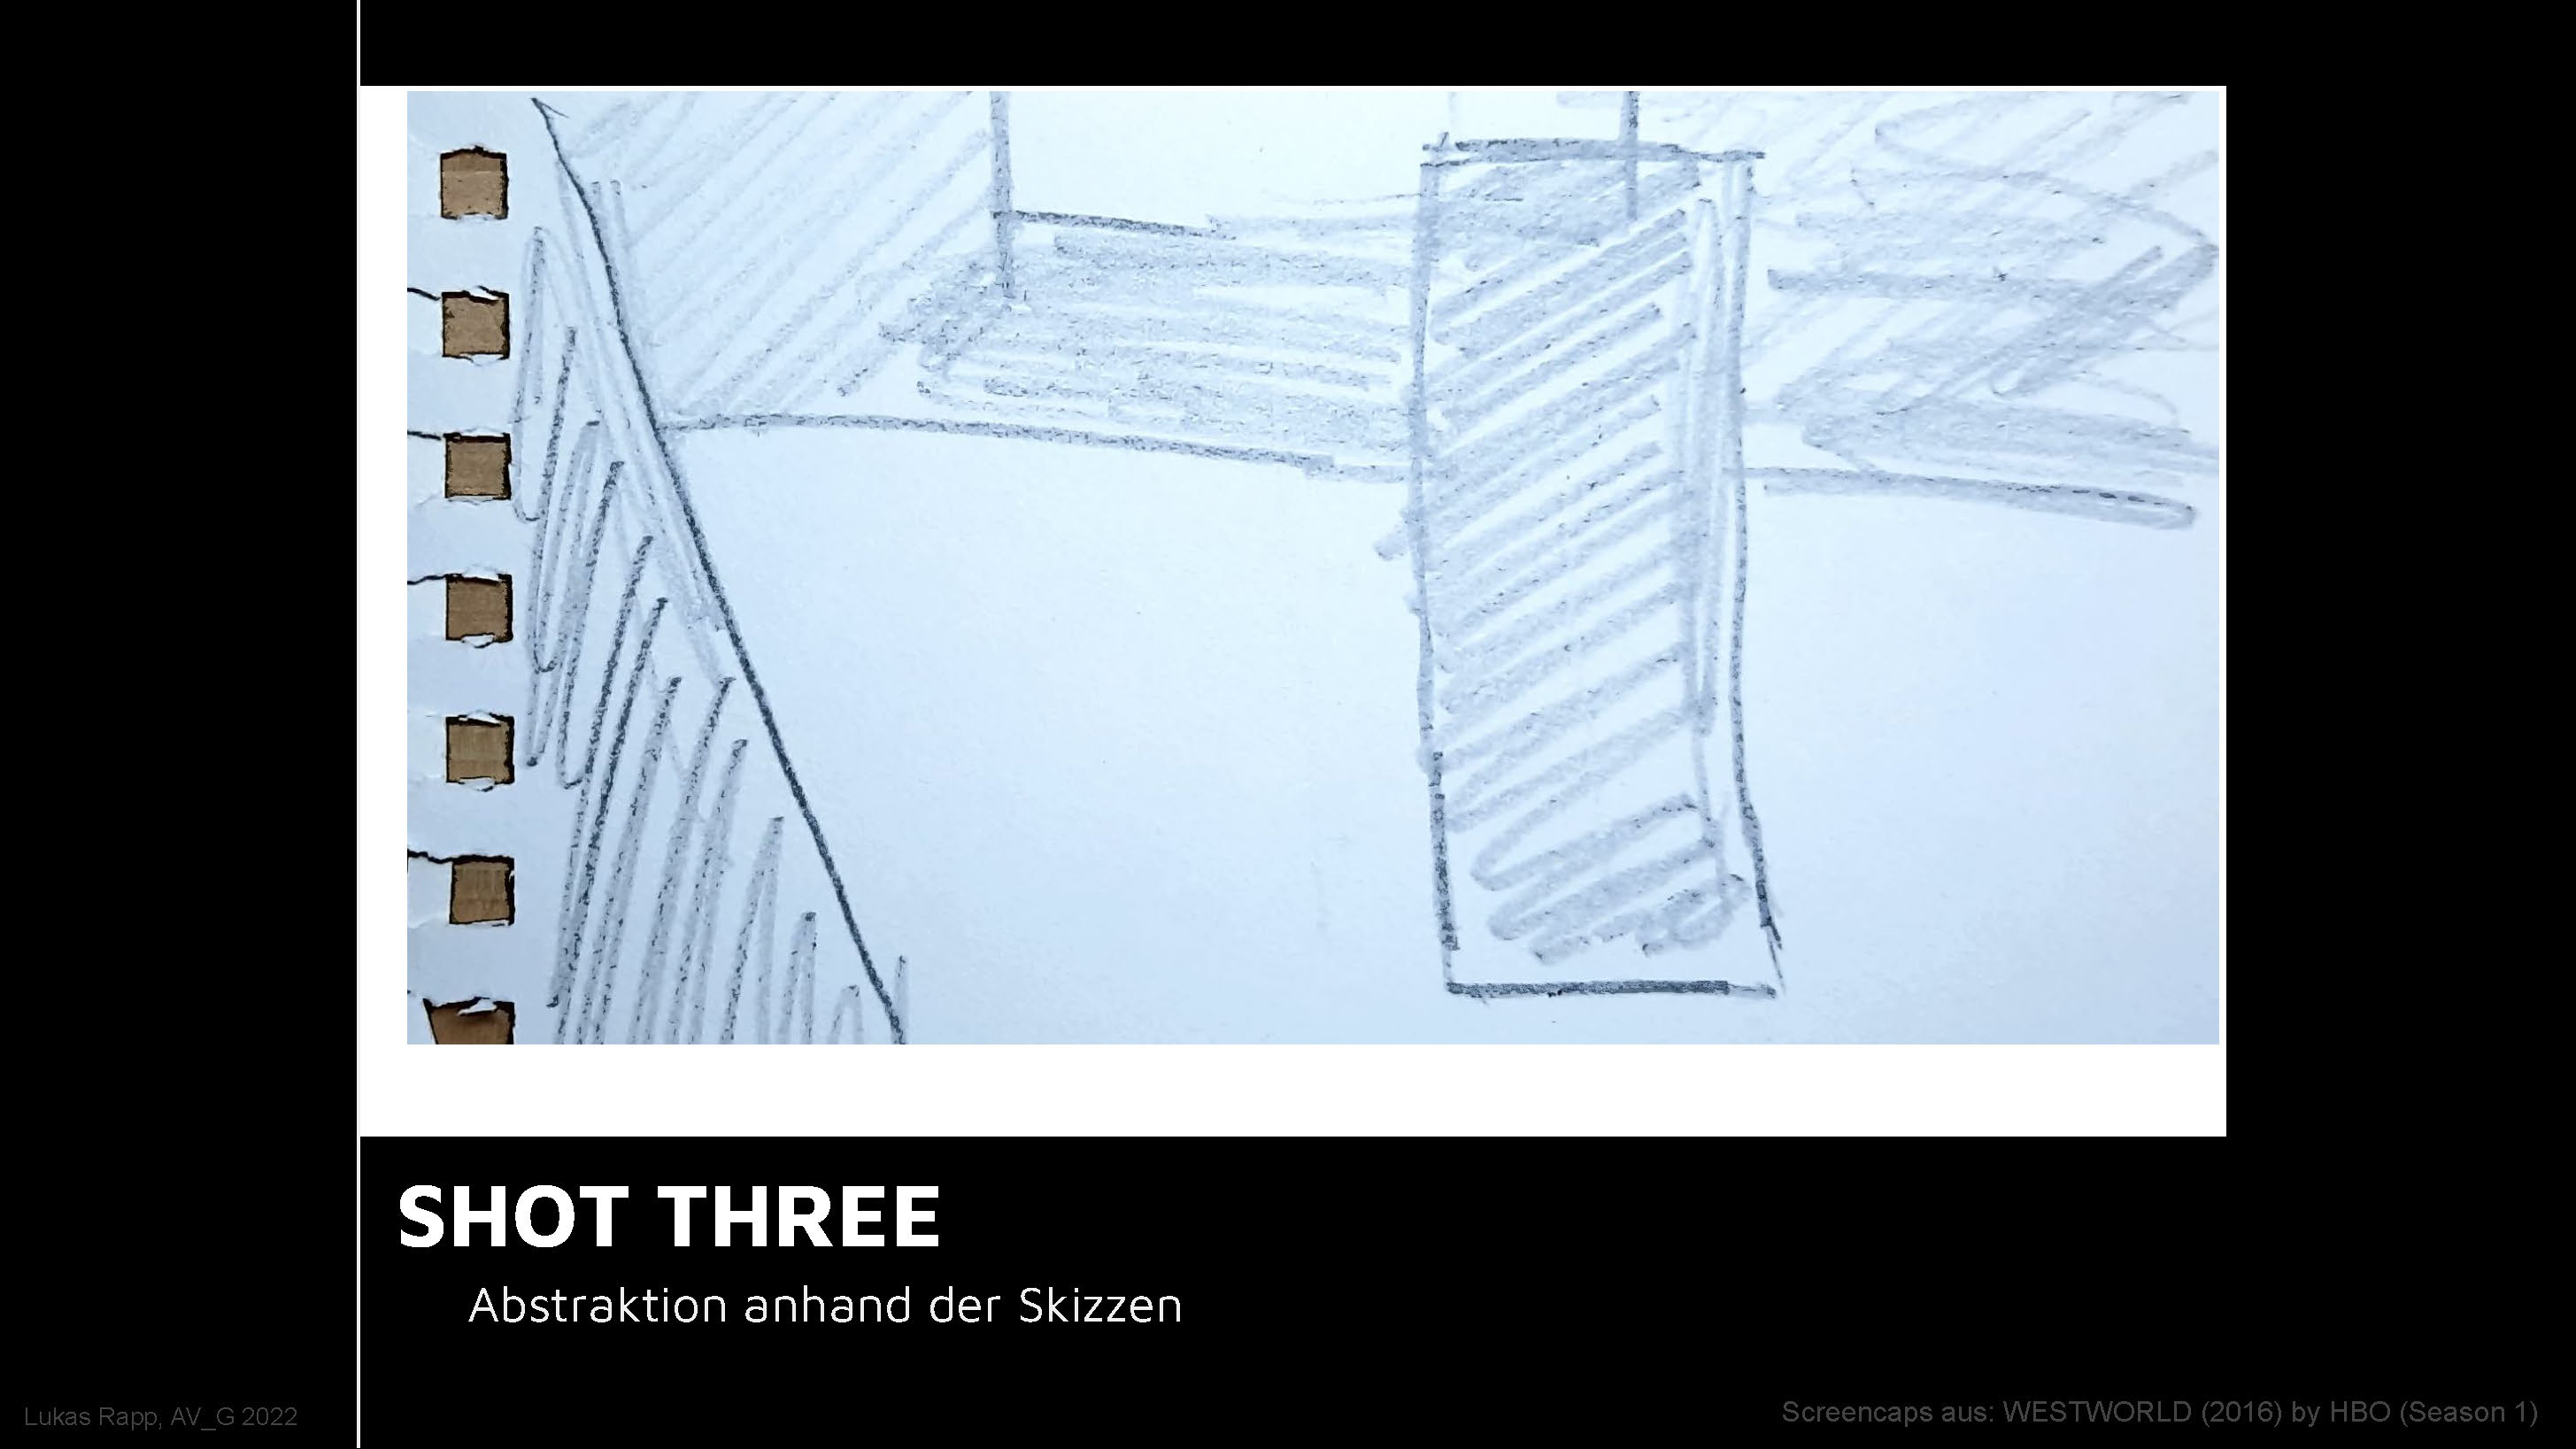 SHOT THREE
Abstraktion anhand der Skizzen
Lukas Rapp, AV_G 2022
Screencaps aus: WESTWORLD (2016) by HBO (Season 1)